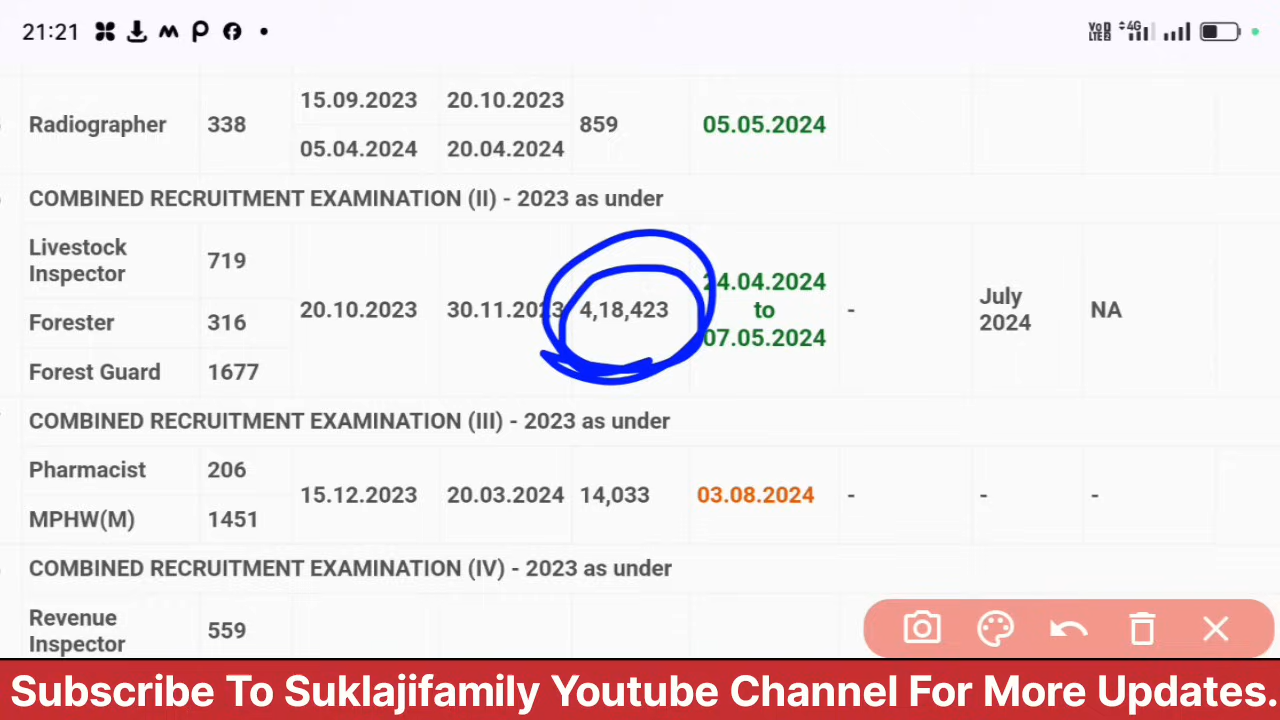 21:21
VoD LTE2 4G
Radiographer 338 15.09.2023 20.10.2023 859 05.05.2024
05.04.2024 20.04.2024
COMBINED RECRUITMENT EXAMINATION (II) - 2023 as under
Livestock
Inspector 719
Forester 316 20.10.2023 30.11.2023 4,18,423 24.04.2024
to
07.05.2024 - July
2024 NA
Forest Guard 1677
COMBINED RECRUITMENT EXAMINATION (III) - 2023 as under
Pharmacist 206
15.12.2023 20.03.2024 14,033 03.08.2024 - - -
MPHW(M) 1451
COMBINED RECRUITMENT EXAMINATION (IV) - 2023 as under
Revenue
Inspector 559
Subscribe To Suklajifamily Youtube Channel For More Updates.